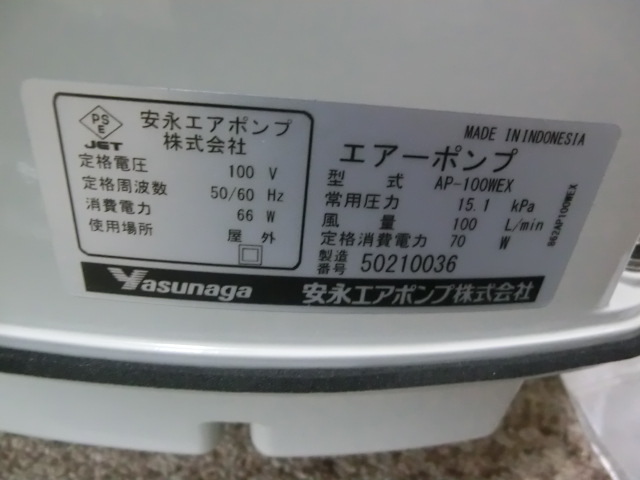 PS
E
JET
安永エアポンプ
株式会社
定格電圧 100 V
定格周波数 50/60 Hz
消費電力 66 W
使用場所 屋 外
MADE IN INDONESIA
エアーポンプ
型 式 AP-100WEX
常用圧力 15.1 kPa
風 量 100 L/min
定格消費電力 70 W
製造
番号 50210036
862AP100WEX
Yasunaga 安永エアポンプ株式会社